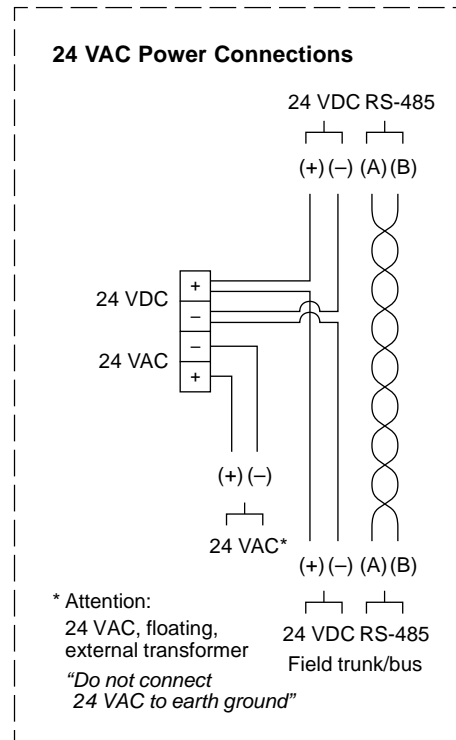 24 VAC Power Connections
24 VDC RS-485
(+) (–) (A) (B)
+
24 VDC
–
–
24 VAC
+
(+) (–)
24 VAC*
(+) (–) (A) (B)
24 VDC RS-485
Field trunk/bus
* Attention:
24 VAC, floating,
external transformer
“Do not connect
24 VAC to earth ground”